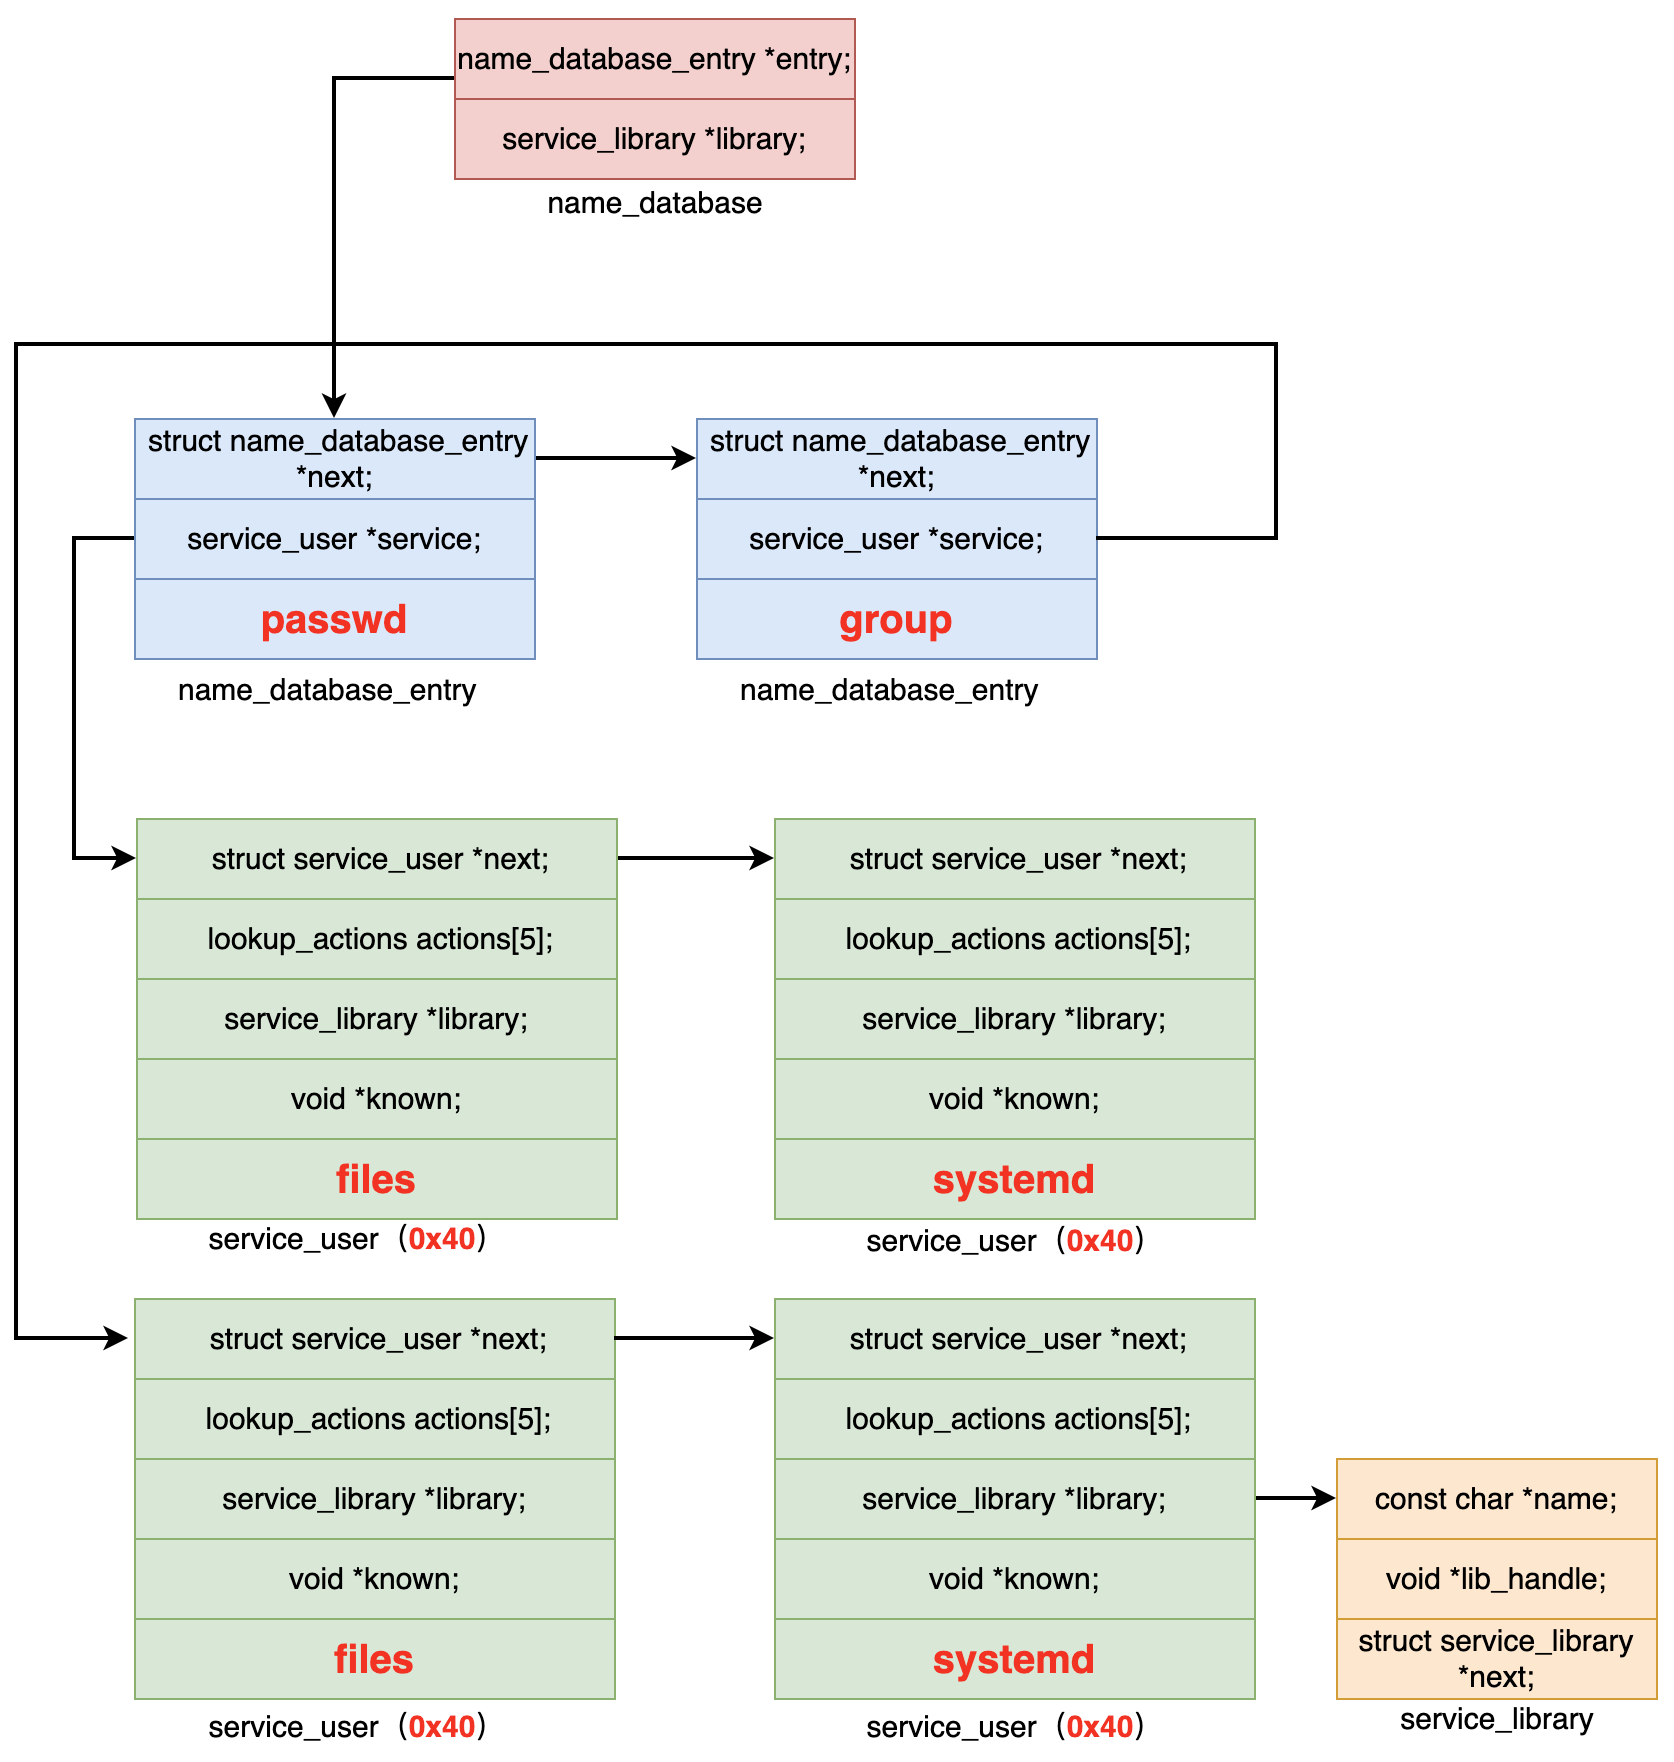 name_database_entry *entry;
service_library *library;
name_database
struct name_database_entry
*next;
service_user *service;
passwd
name_database_entry
struct name_database_entry
*next;
service_user *service;
group
name_database_entry
struct service_user *next;
lookup_actions actions[5];
service_library *library;
void *known;
files
service_user（0x40）
struct service_user *next;
lookup_actions actions[5];
service_library *library;
void *known;
systemd
service_user（0x40）
struct service_user *next;
lookup_actions actions[5];
service_library *library;
void *known;
files
service_user（0x40）
struct service_user *next;
lookup_actions actions[5];
service_library *library;
void *known;
systemd
service_user（0x40）
const char *name;
void *lib_handle;
struct service_library
*next;
service_library